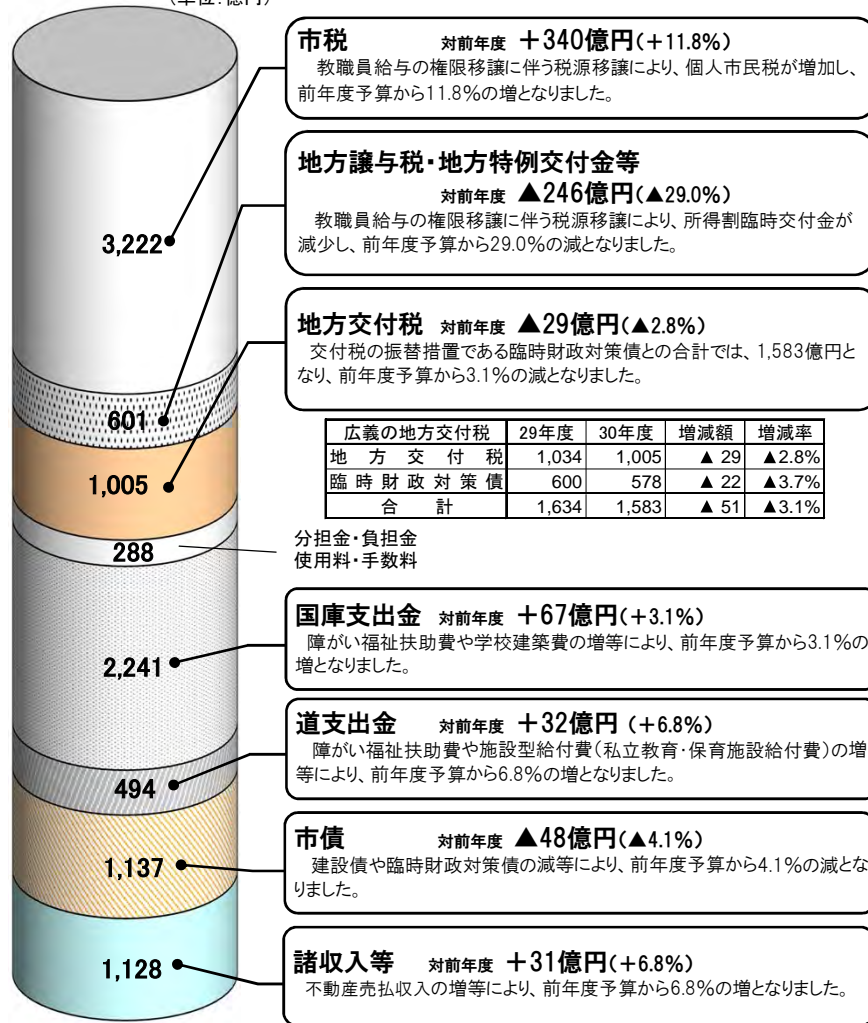 (単位:億円)
市税 対前年度 +340億円(+11.8%)
教職員給与の権限移譲に伴う税源移譲により、個人市民税が増加し、
前年度予算から11.8%の増となりました。
地方譲与税・地方特例交付金等
対前年度 ▲246億円(▲29.0%)
教職員給与の権限移譲に伴う税源移譲により、所得割臨時交付金が
減少し、前年度予算から29.0%の減となりました。
3,222
地方交付税 対前年度 ▲29億円(▲2.8%)
交付税の振替措置である臨時財政対策債との合計では、1,583億円と
なり、前年度予算から3.1%の減となりました。
601
広義の地方交付税 29年度 30年度 増減額 増減率
地方交付税 1,034 1,005 ▲ 29 ▲2.8%
臨時財政対策債 600 578 ▲ 22 ▲3.7%
合計 1,634 1,583 ▲ 51 ▲3.1%
1,005
分担金・負担金
使用料・手数料
288
国庫支出金 対前年度 +67億円(+3.1%)
障がい福祉扶助費や学校建築費の増等により、前年度予算から3.1%の
増となりました。
2,241
道支出金 対前年度 +32億円 (+6.8%)
障がい福祉扶助費や施設型給付費(私立教育・保育施設給付費)の増
等により、前年度予算から6.8%の増となりました。
494
市債 対前年度 ▲48億円(▲4.1%)
建設債や臨時財政対策債の減等により、前年度予算から4.1%の減とな
りました。
1,137
諸収入等 対前年度 +31億円(+6.8%)
不動産売払収入の増等により、前年度予算から6.8%の増となりました。
1,128